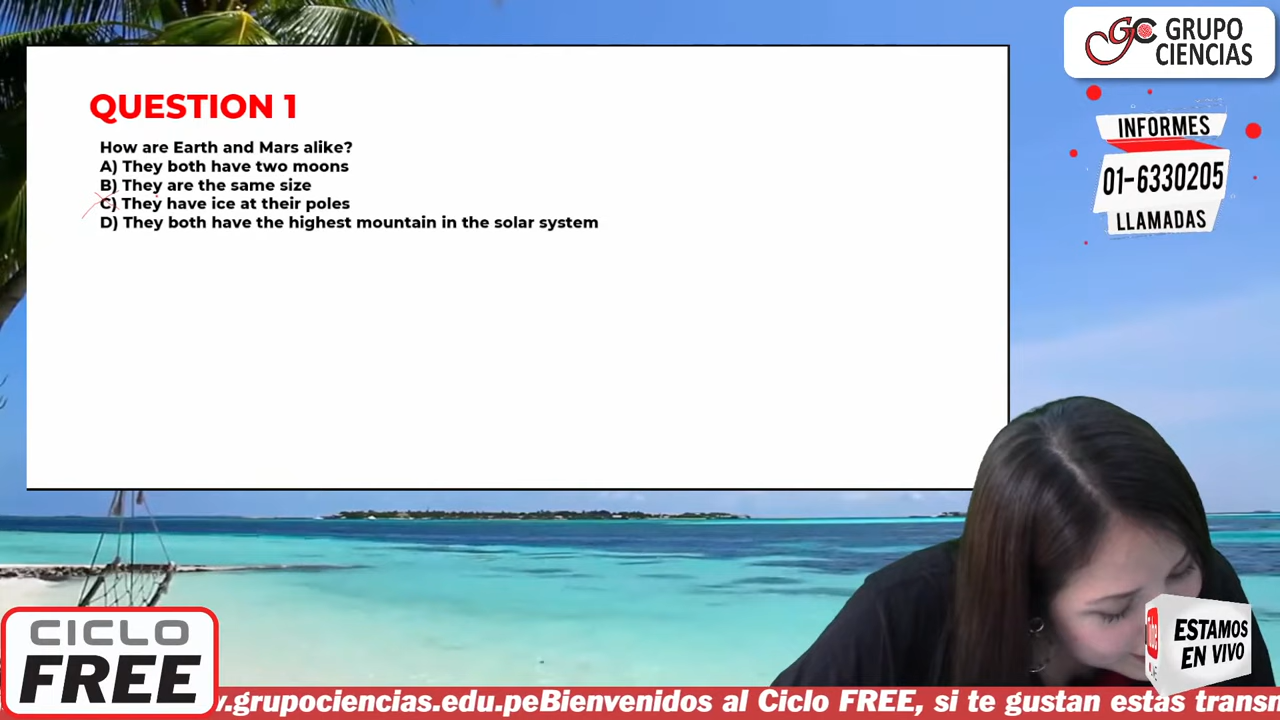 GC GRUPO
CIENCIAS
INFORMES
01-6330205
LLAMADAS
QUESTION 1
How are Earth and Mars alike?
A) They both have two moons
B) They are the same size
C) They have ice at their poles
D) They both have the highest mountain in the solar system
ESTAMOS
EN VIVO
CICLO
FREE
.grupociencias.edu.peBienvenidos al Ciclo FREE, si te gustan estas